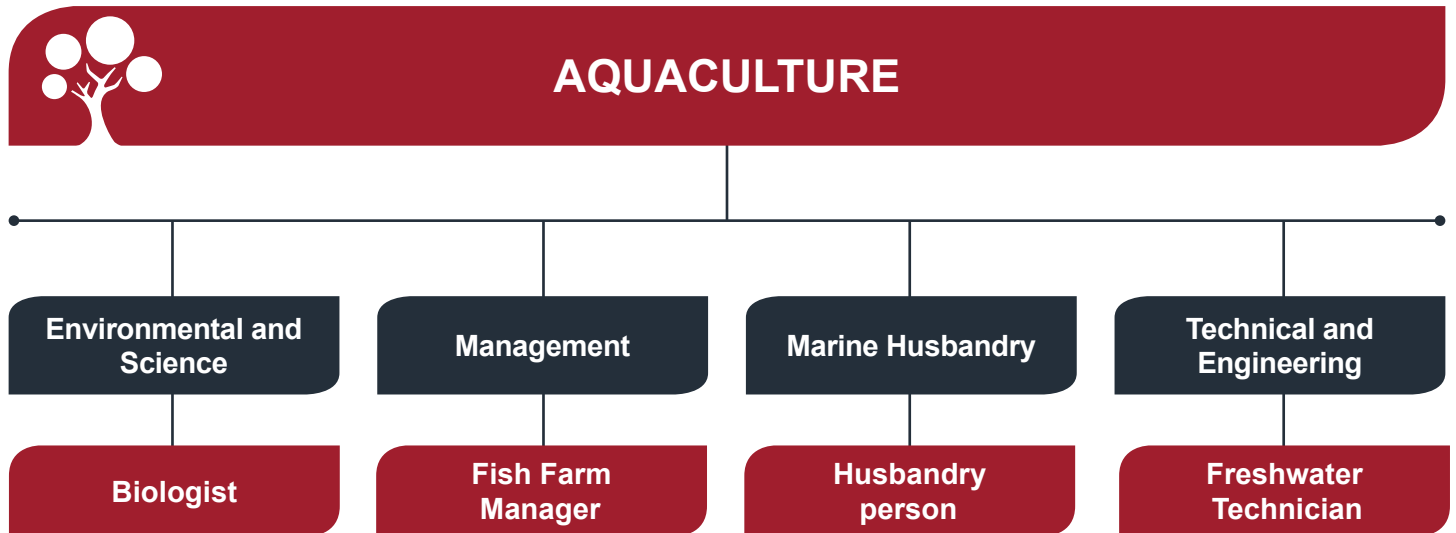 AQUACULTURE
Environmental and
Science
Management
Marine Husbandry
Technical and
Engineering
Biologist
Fish Farm
Manager
Husbandry
person
Freshwater
Technician